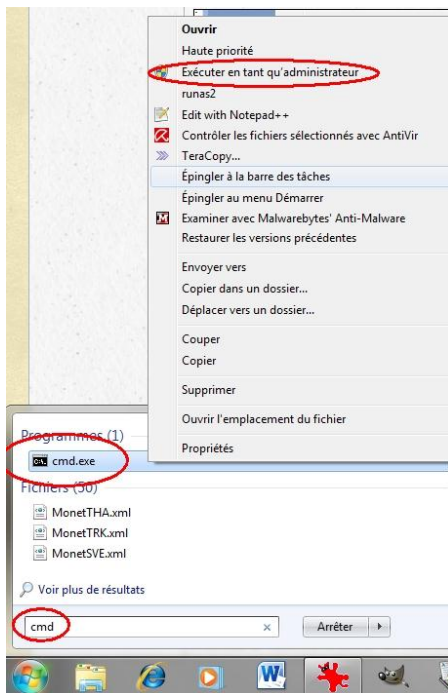 Ouvrir
Haute priorité
Exécuter en tant qu'administrateur
runas2
Edit with Notepad++
Contrôler les fichiers sélectionnés avec AntiVir
TeraCopy...
Épingler à la barre des tâches
Épingler au menu Démarrer
Examiner avec Malwarebytes' Anti-Malware
Restaurer les versions précédentes
Envoyer vers
Copier dans un dossier...
Déplacer vers un dossier...
Couper
Copier
Supprimer
Ouvrir l'emplacement du fichier
Propriétés
Programmes (1)
cmd.exe
Fichiers (50)
MonetTHA.xml
MonetTRK.xml
MonetSVE.xml
Voir plus de résultats
cmd
Arrêter